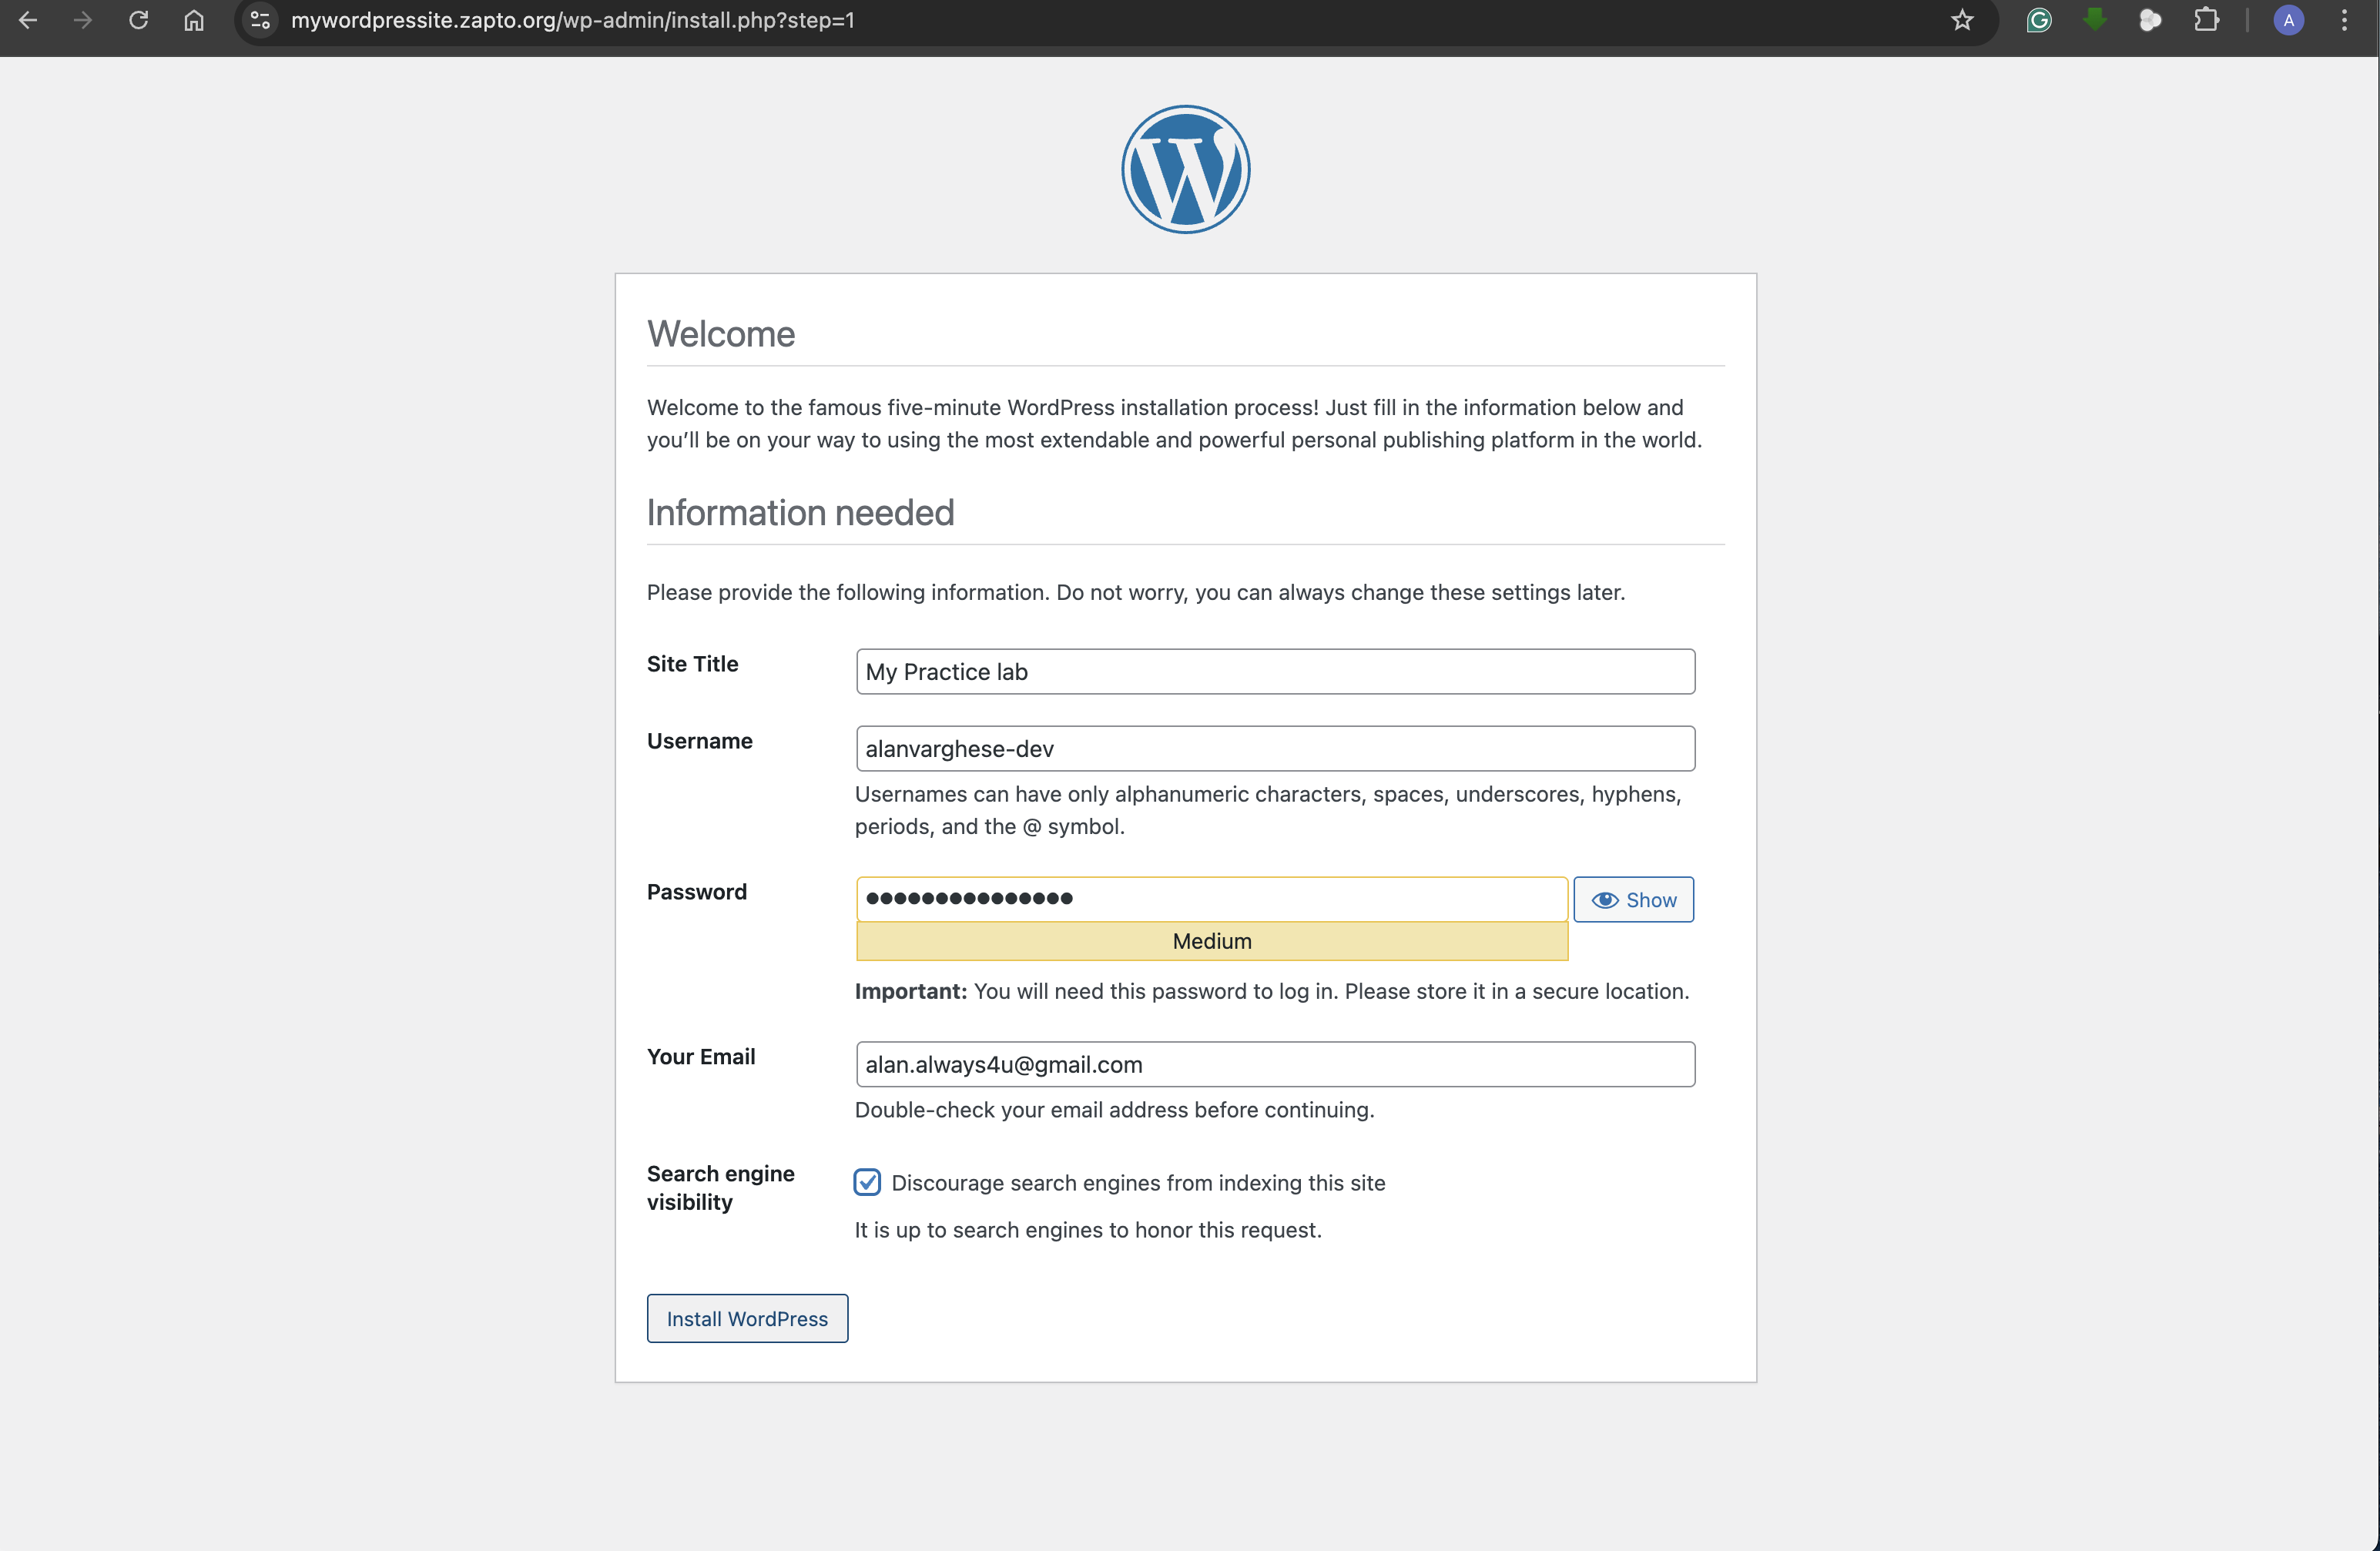 mywordpressite.zapto.org/wp-admin/install.php?step=1
A
Welcome
Welcome to the famous five-minute WordPress installation process! Just fill in the information below and
you’ll be on your way to using the most extendable and powerful personal publishing platform in the world.
Information needed
Please provide the following information. Do not worry, you can always change these settings later.
Site Title
My Practice lab
Username
alanvarghese-dev
Usernames can have only alphanumeric characters, spaces, underscores, hyphens,
periods, and the @ symbol.
Password
●●●●●●●●●●●●●●●
Show
Medium
Important: You will need this password to log in. Please store it in a secure location.
Your Email
alan.always4u@gmail.com
Double-check your email address before continuing.
Search engine
visibility
Discourage search engines from indexing this site
It is up to search engines to honor this request.
Install WordPress